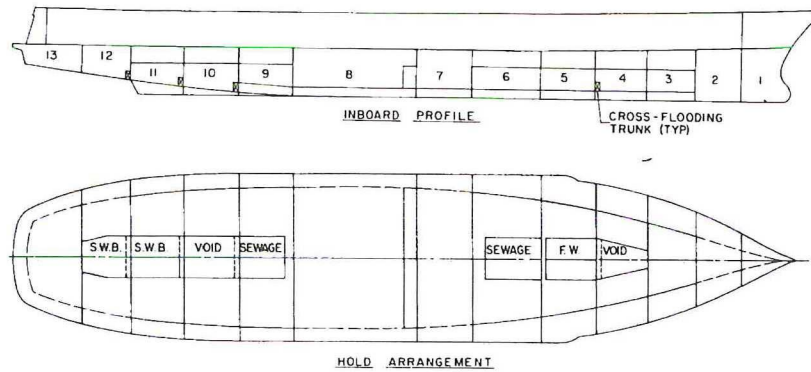 13 12 11 10 9 8 7 6 5 4 3 2 1
INBOARD PROFILE
CROSS-FLOODING
TRUNK (TYP)
S.W.B. S.W.B VOID SEWAGE SEWAGE F.W. VOID
HOLD ARRANGEMENT